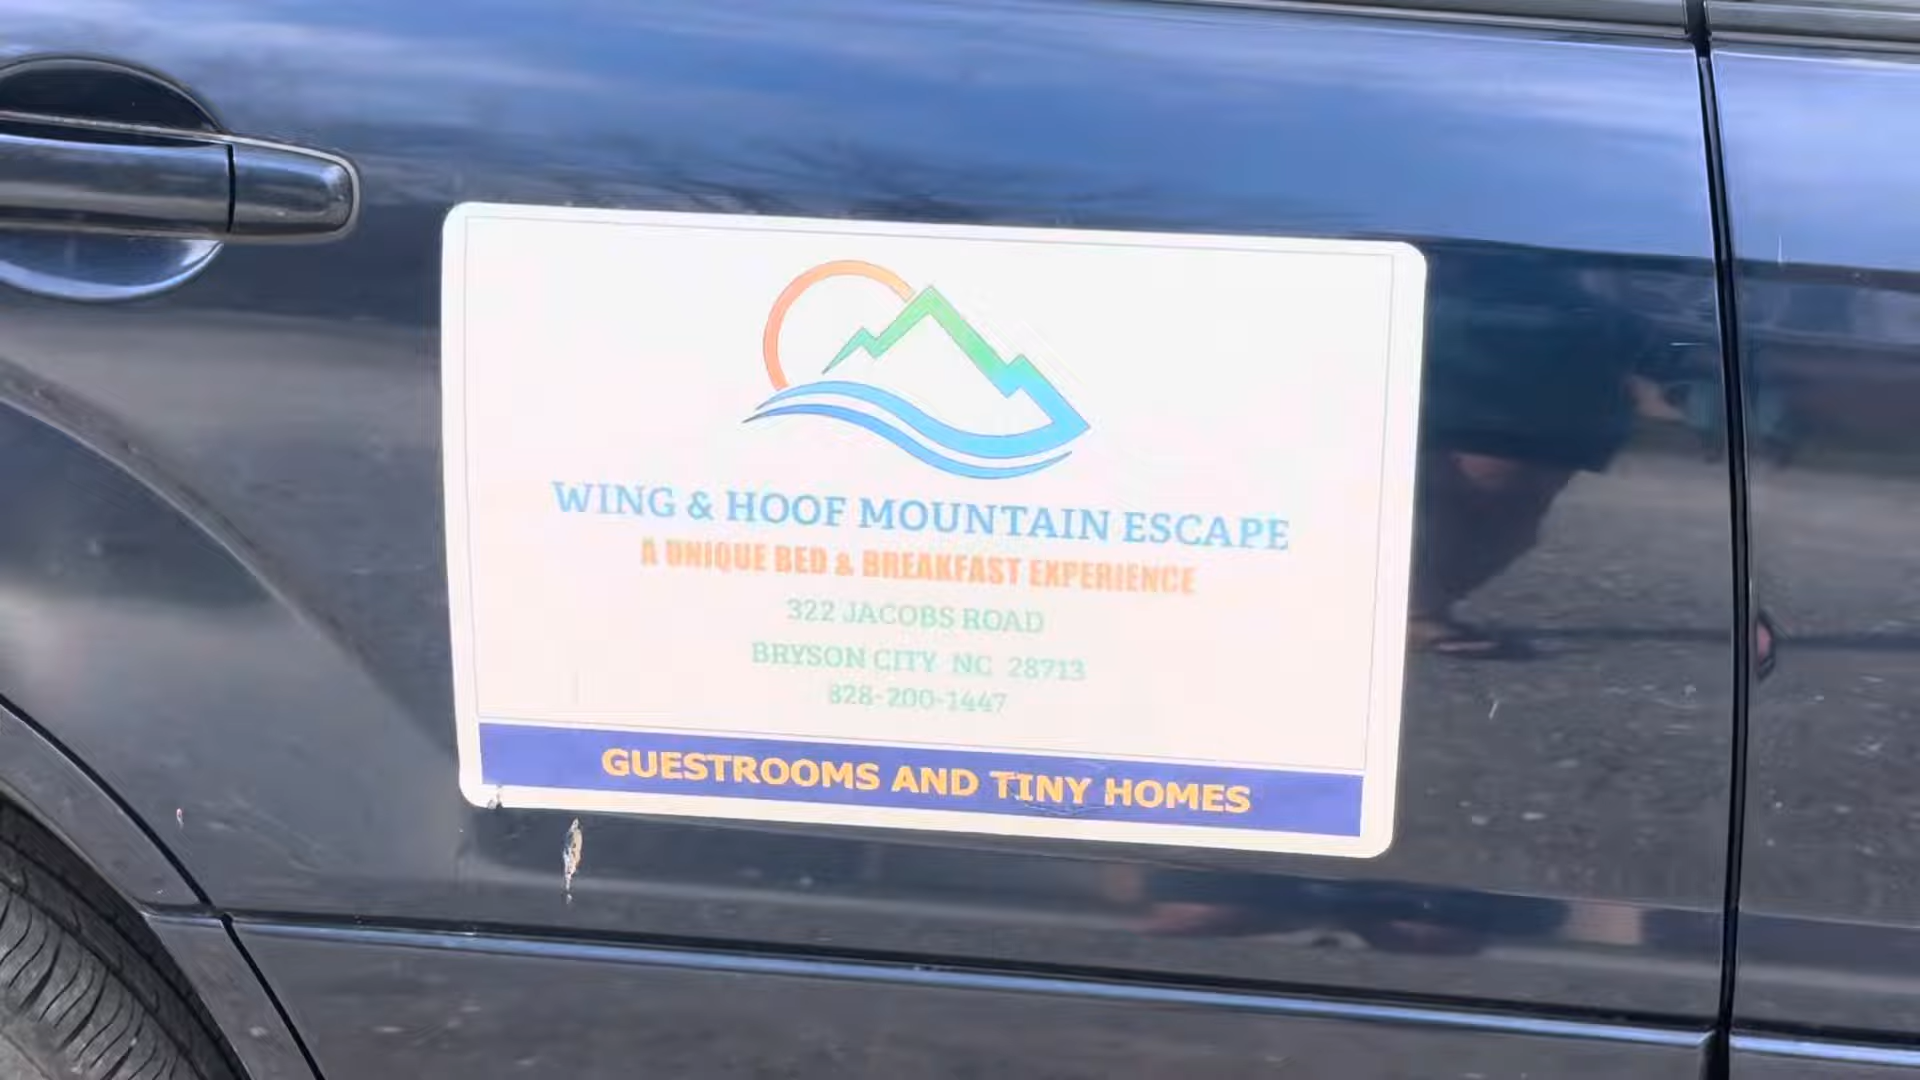 WING & HOOF MOUNTAIN ESCAPE
A UNIQUE BED & BREAKFAST EXPERIENCE
322 JACOBS ROAD
BRYSON CITY NC 28713
828-200-1447
GUESTROOMS AND TINY HOMES